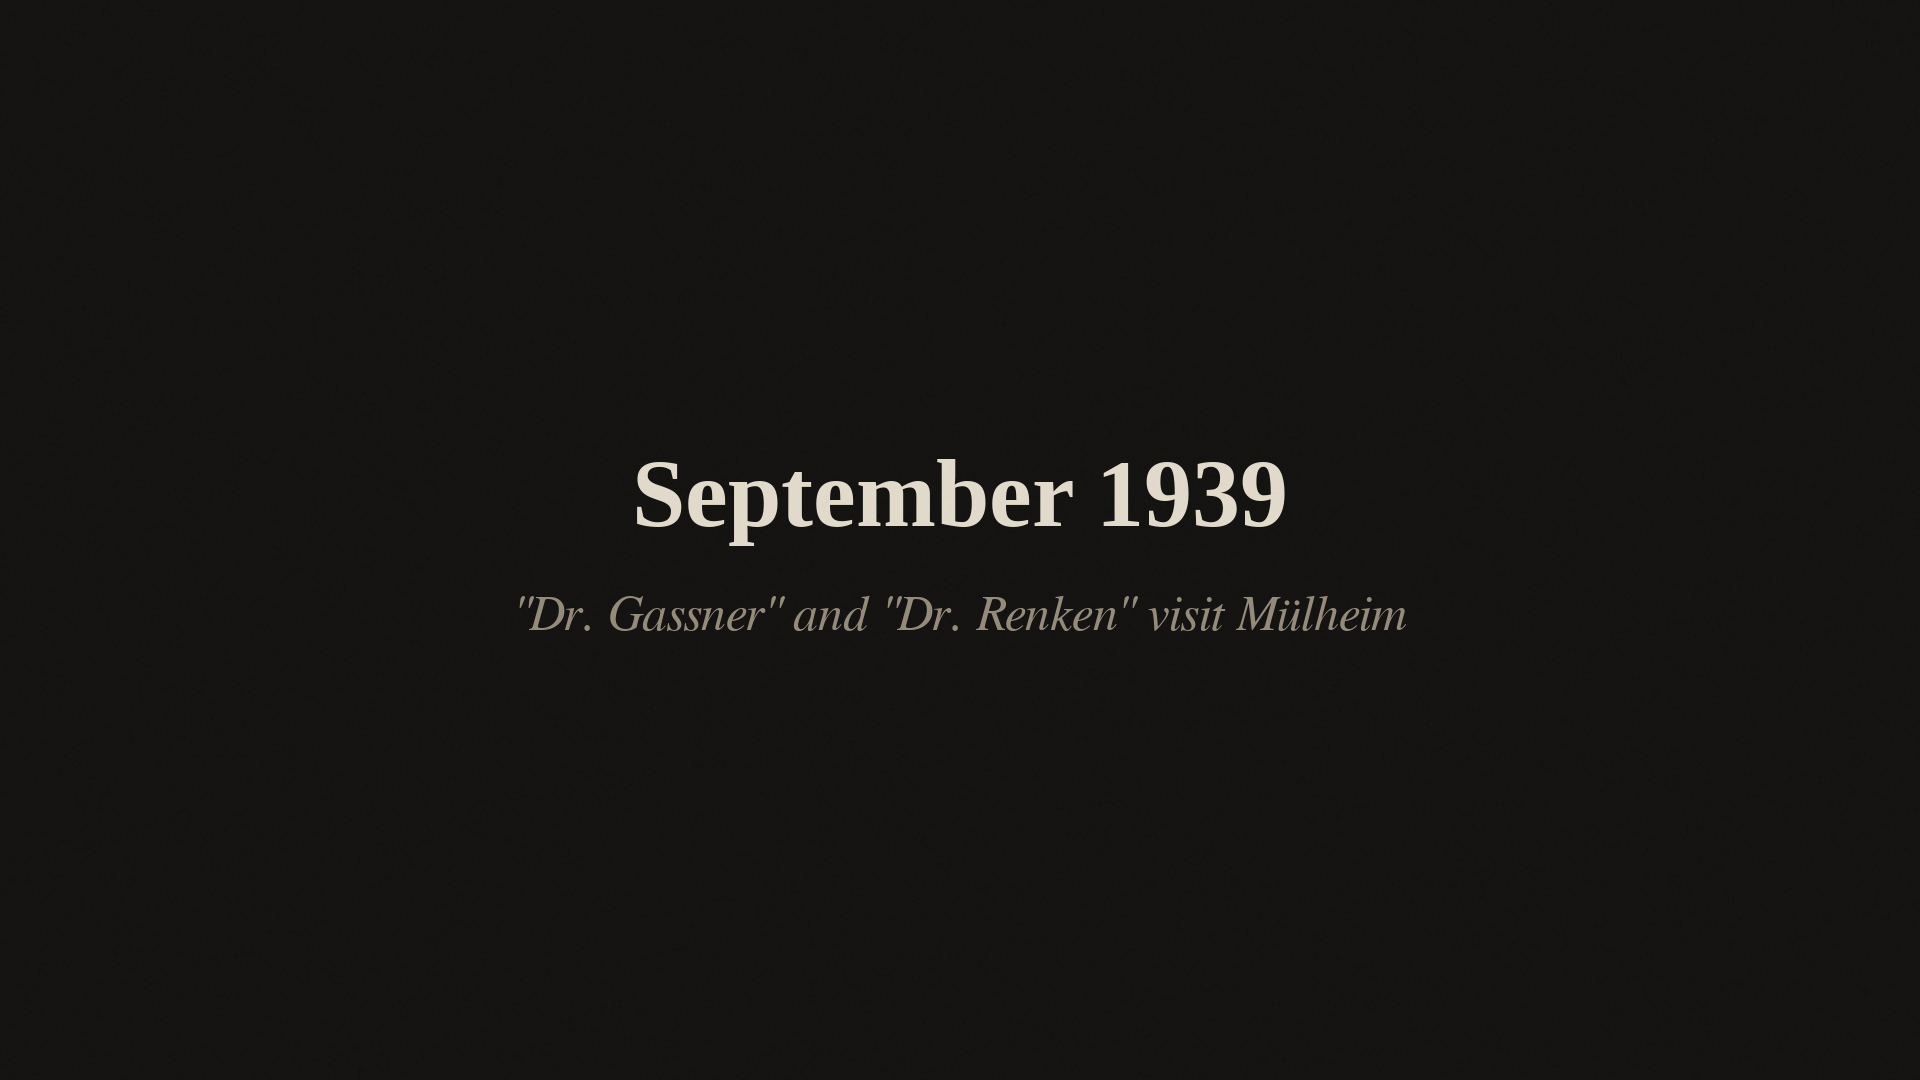 September 1939
"Dr. Gassner" and "Dr. Renken" visit Mülheim